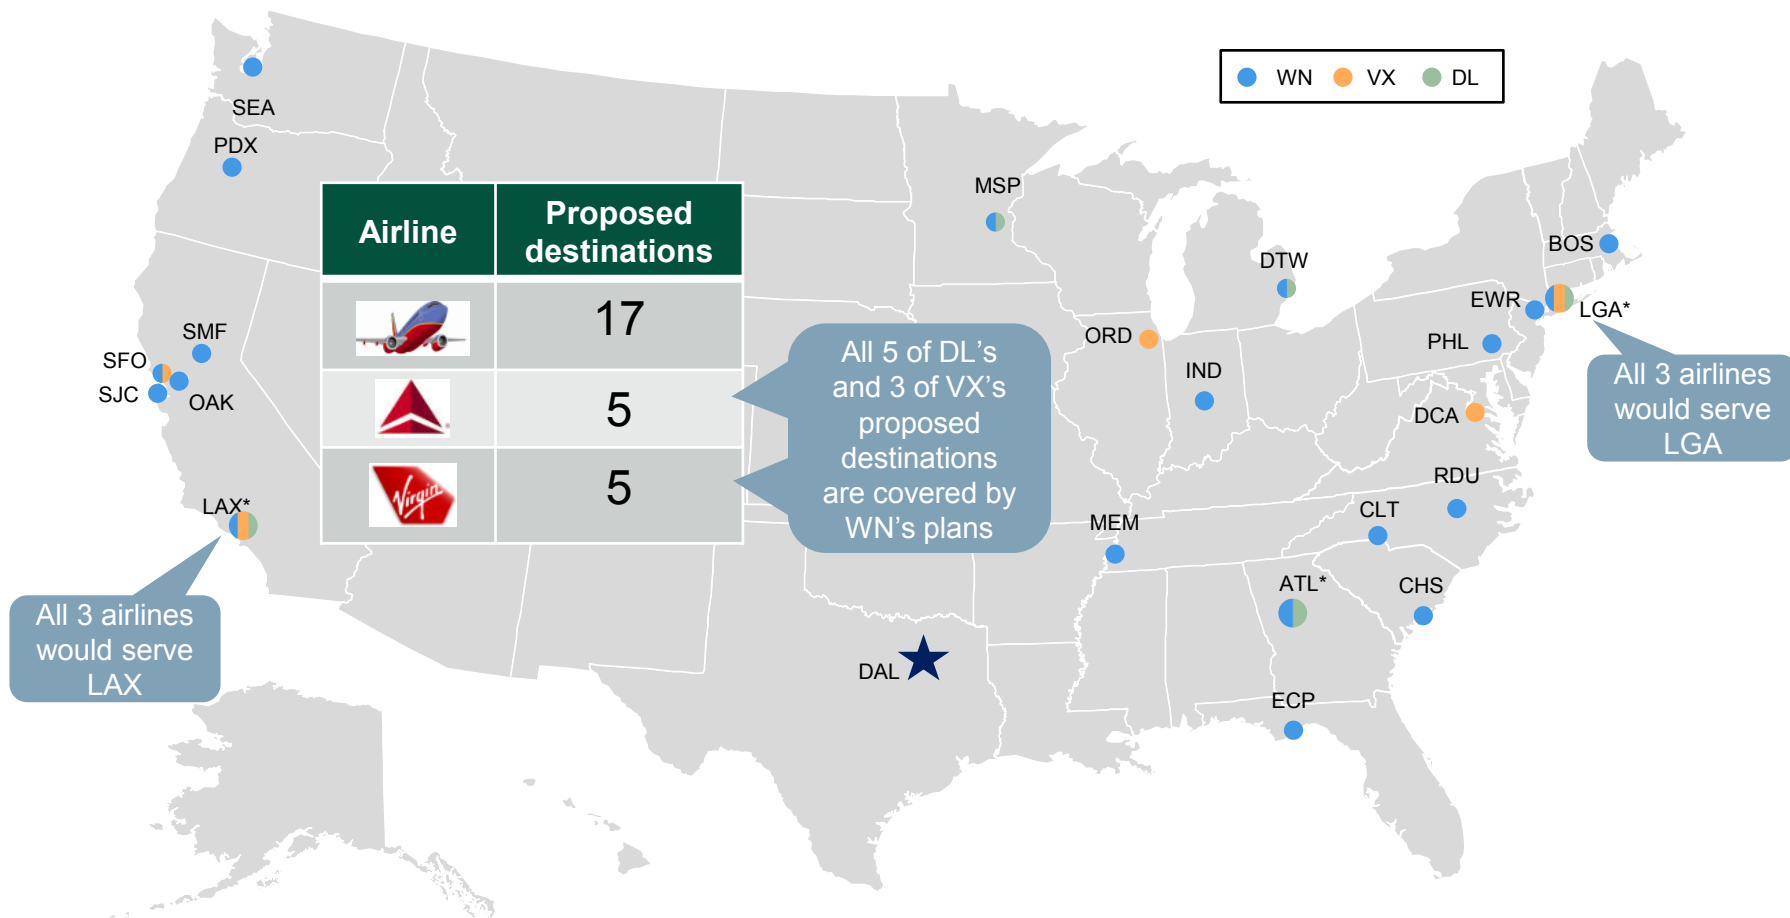 WN VX DL
SEA
PDX
MSP
BOS
DTW
EWR
LGA*
PHL
ORD
IND
DCA
SMF
SFO
SJC
OAK
RDU
CLT
MEM
LAX*
ATL*
CHS
DAL
ECP
Airline
Proposed
destinations
17
5
Virgin
5
All 5 of DL’s
and 3 of VX’s
proposed
destinations
are covered by
WN’s plans
All 3 airlines
would serve
LGA
All 3 airlines
would serve
LAX